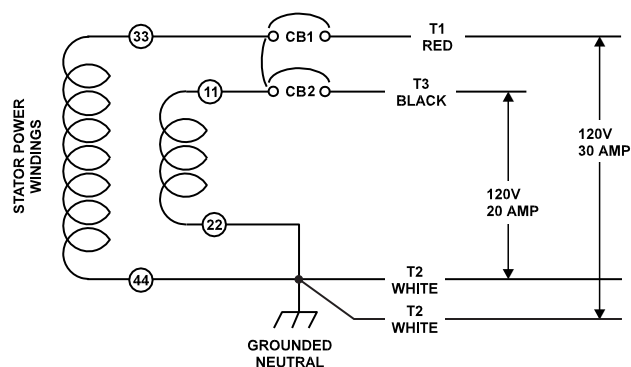 33
CB1
T1
RED
11
CB2
T3
BLACK
STATOR POWER
WINDINGS
120V
30 AMP
120V
20 AMP
22
44
T2
WHITE
T2
WHITE
GROUNDED
NEUTRAL